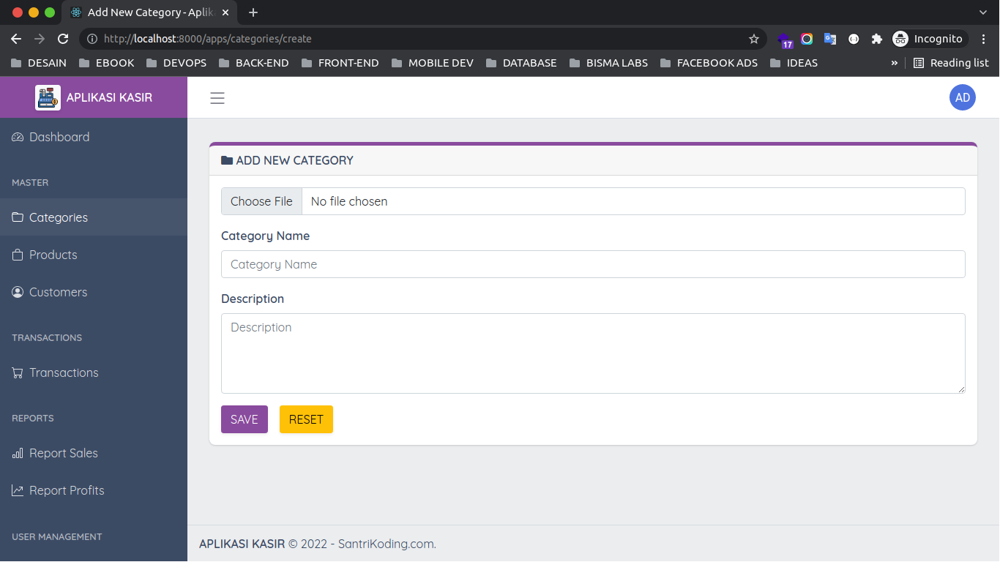 Add New Category - Aplik
http://localhost:8000/apps/categories/create
17
Incognito
DESAIN EBOOK DEVOPS BACK-END FRONT-END MOBILE DEV DATABASE BISMA LABS FACEBOOK ADS IDEAS » Reading list
APLIKASI KASIR
AD
Dashboard
MASTER
Categories
Products
Customers
TRANSACTIONS
Transactions
REPORTS
Report Sales
Report Profits
USER MANAGEMENT
ADD NEW CATEGORY
Choose File No file chosen
Category Name
Category Name
Description
Description
SAVE RESET
APLIKASI KASIR © 2022 - SantriKoding.com.